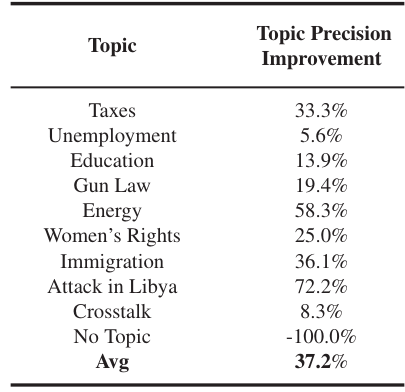 Topic Topic Precision Improvement
Taxes 33.3%
Unemployment 5.6%
Education 13.9%
Gun Law 19.4%
Energy 58.3%
Women's Rights 25.0%
Immigration 36.1%
Attack in Libya 72.2%
Crosstalk 8.3%
No Topic -100.0%
Avg 37.2%